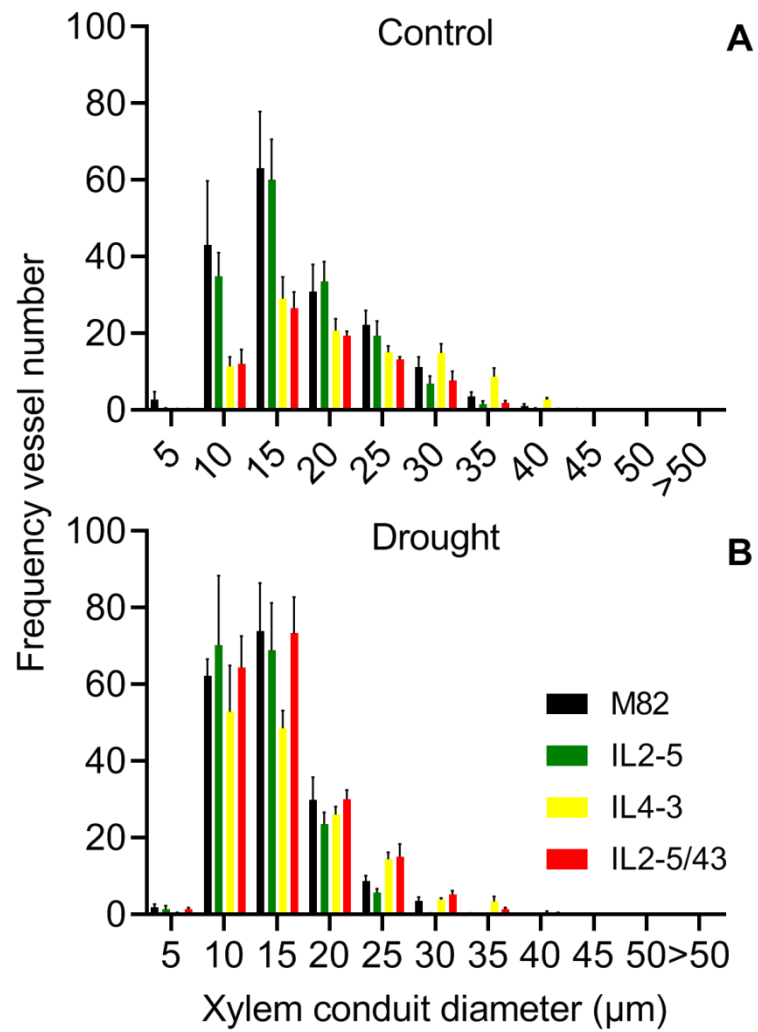 Control
A
100
80
60
40
20
0
5 10 15 20 25 30 35 40 45 50 >50
Frequency vessel number
Drought
B
100
80
60
40
20
0
M82
IL2-5
IL4-3
IL2-5/43
5 10 15 20 25 30 35 40 45 50 >50
Xylem conduit diameter (μm)